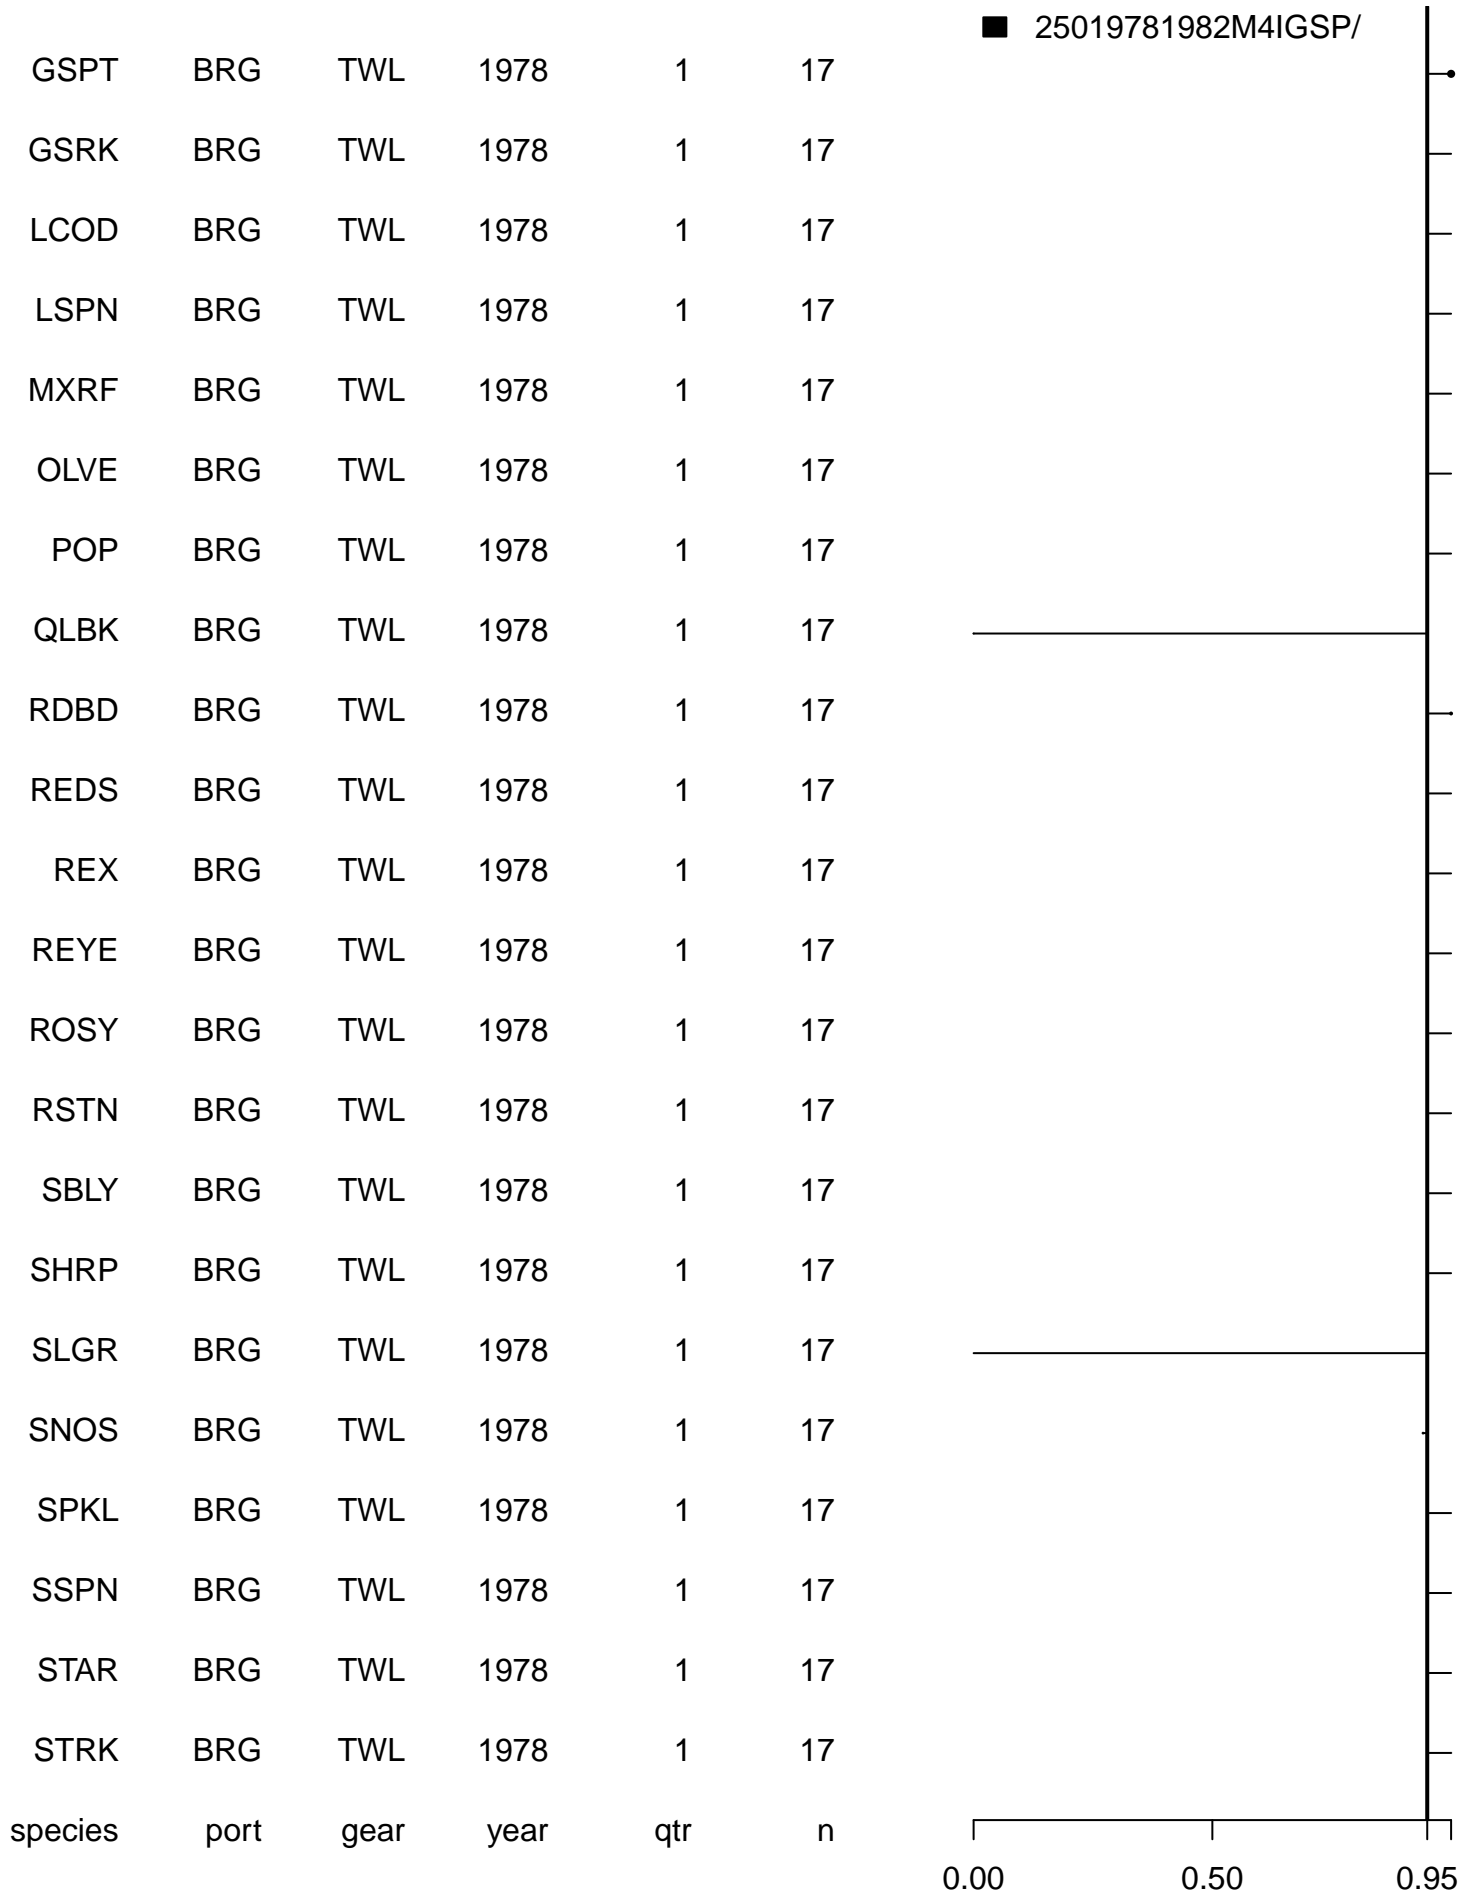 25019781982M4IGSP/
GSPT BRG TWL 1978 1 17
GSRK BRG TWL 1978 1 17
LCOD BRG TWL 1978 1 17
LSPN BRG TWL 1978 1 17
MXRF BRG TWL 1978 1 17
OLVE BRG TWL 1978 1 17
POP BRG TWL 1978 1 17
QLBK BRG TWL 1978 1 17
RDBD BRG TWL 1978 1 17
REDS BRG TWL 1978 1 17
REX BRG TWL 1978 1 17
REYE BRG TWL 1978 1 17
ROSY BRG TWL 1978 1 17
RSTN BRG TWL 1978 1 17
SBLY BRG TWL 1978 1 17
SHRP BRG TWL 1978 1 17
SLGR BRG TWL 1978 1 17
SNOS BRG TWL 1978 1 17
SPKL BRG TWL 1978 1 17
SSPN BRG TWL 1978 1 17
STAR BRG TWL 1978 1 17
STRK BRG TWL 1978 1 17
species port gear year qtr n
0.00 0.50 0.95